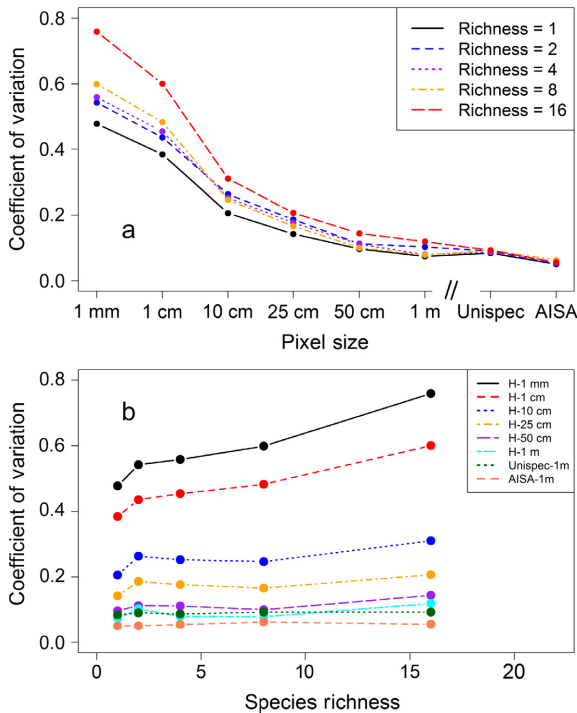 0.8
0.6
0.4
0.2
0.0
Coefficient of variation
a
Richness = 1
Richness = 2
Richness = 4
Richness = 8
Richness = 16
1 mm
1 cm
10 cm
25 cm
50 cm
1 m
//
Unispec
AISA
Pixel size
0.8
0.6
0.4
0.2
0.0
Coefficient of variation
b
H-1 mm
H-1 cm
H-10 cm
H-25 cm
H-50 cm
H-1 m
Unispec-1m
AISA-1m
0
5
10
15
20
Species richness